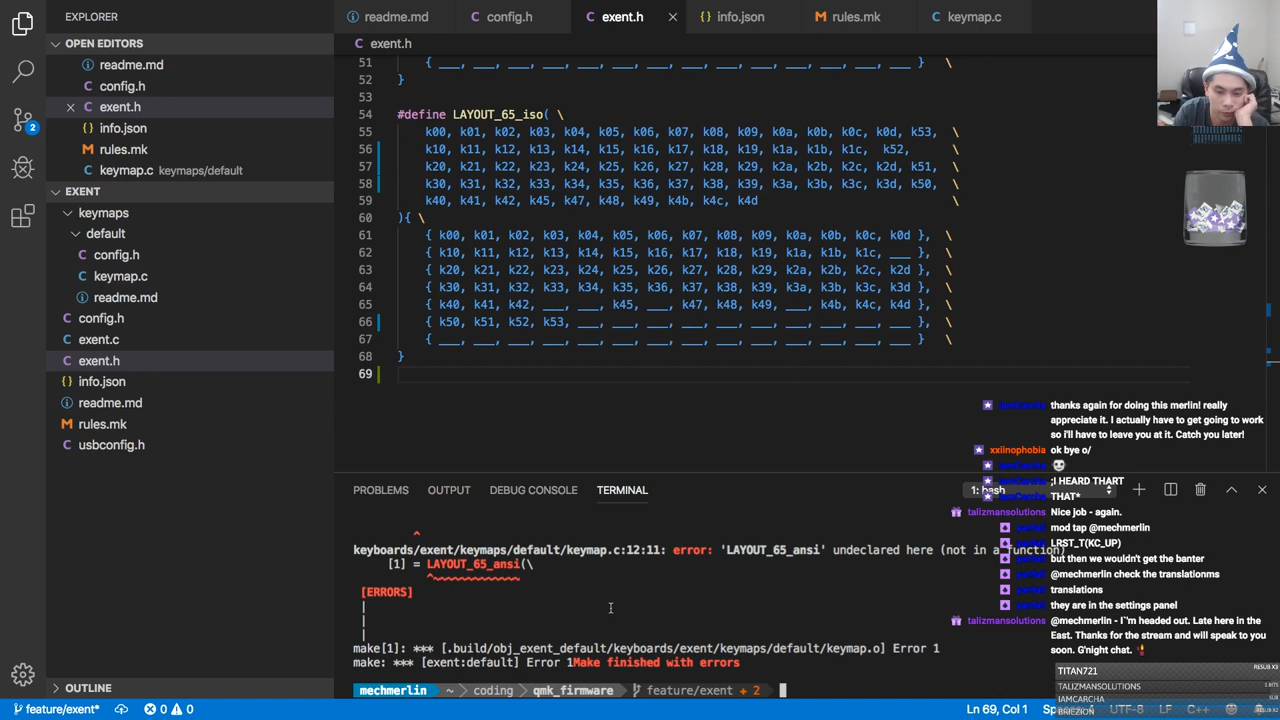 EXPLORER
OPEN EDITORS
readme.md
config.h
exent.h
info.json
rules.mk
keymap.c keymaps/default
EXENT
keymaps
default
config.h
keymap.c
readme.md
config.h
exent.c
exent.h
info.json
readme.md
rules.mk
usbconfig.h
OUTLINE
readme.md config.h exent.h info.json rules.mk keymap.c
exent.h
51 { ___, ___, ___, ___, ___, ___, ___, ___, ___, ___, ___, ___, ___, ___ } \
52 }
53
54 #define LAYOUT_65_iso( \
55 k00, k01, k02, k03, k04, k05, k06, k07, k08, k09, k0a, k0b, k0c, k0d, k53, \
56 k10, k11, k12, k13, k14, k15, k16, k17, k18, k19, k1a, k1b, k1c, k52, \
57 k20, k21, k22, k23, k24, k25, k26, k27, k28, k29, k2a, k2b, k2c, k2d, k51, \
58 k30, k31, k32, k33, k34, k35, k36, k37, k38, k39, k3a, k3b, k3c, k3d, k50, \
59 k40, k41, k42, k45, k47, k48, k49, k4b, k4c, k4d \
60 ){ \
61 { k00, k01, k02, k03, k04, k05, k06, k07, k08, k09, k0a, k0b, k0c, k0d }, \
62 { k10, k11, k12, k13, k14, k15, k16, k17, k18, k19, k1a, k1b, k1c, ___ }, \
63 { k20, k21, k22, k23, k24, k25, k26, k27, k28, k29, k2a, k2b, k2c, k2d }, \
64 { k30, k31, k32, k33, k34, k35, k36, k37, k38, k39, k3a, k3b, k3c, k3d }, \
65 { k40, k41, k42, ___, ___, k45, ___, k47, k48, k49, ___, k4b, k4c, k4d }, \
66 { k50, k51, k52, k53, ___, ___, ___, ___, ___, ___, ___, ___, ___, ___ }, \
67 { ___, ___, ___, ___, ___, ___, ___, ___, ___, ___, ___, ___, ___, ___ } \
68 }
69
PROBLEMS OUTPUT DEBUG CONSOLE TERMINAL 1: bash
^
keyboards/exent/keymaps/default/keymap.c:12:11: error: 'LAYOUT_65_ansi' undeclared here (not in a function)
[1] = LAYOUT_65_ansi(\
^~~~~~~~~~~~~~
[ERRORS]
|
|
|
make[1]: *** [.build/obj_exent_default/keyboards/exent/keymaps/default/keymap.o] Error 1
make: *** [exent:default] Error 1Make finished with errors
mechmerlin ~ coding qmk_firmware feature/exent + 2
thanks again for doing this merlin! really
appreciate it. I actually have to get going to work
so i'll have to leave you at it. Catch you later!
xxiinophobia ok bye o/
;I HEARD THART
THAT*
talizmansolutions Nice job - again.
mod tap @mechmerlin
LRST_T(KC_UP)
but then we wouldn't get the banter
@mechmerlin check the translationms
translations
they are in the settings panel
talizmansolutions @mechmerlin - I`'m headed out. Late here in the
East. Thanks for the stream and will speak to you
soon. G'night chat.
TITAN721 RESUB X3
TALIZMANSOLUTIONS
IAMCARCHA SUB
BRIEZION
feature/exent* 0 0 Ln 69, Col 1 UTF-8 LF C++
2